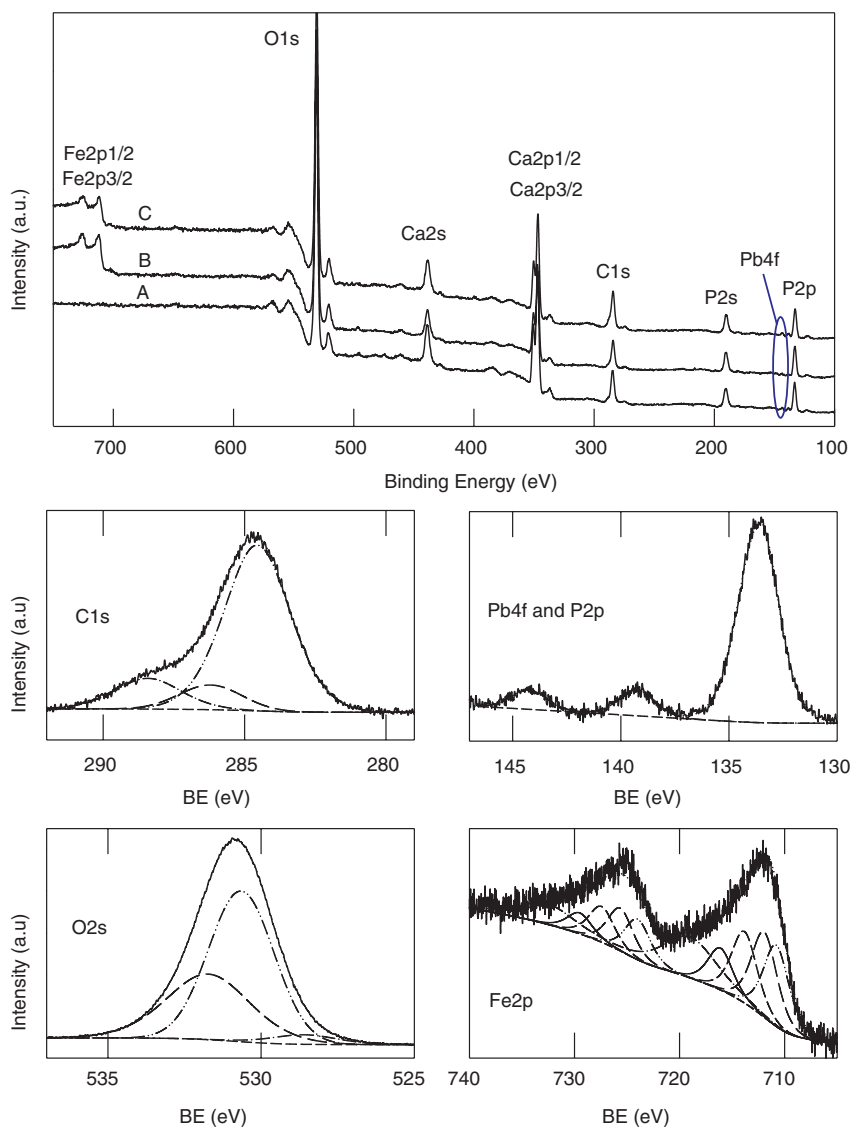 O1s
Fe2p1/2
Fe2p3/2
Ca2p1/2
Ca2p3/2
C
Ca2s
Pb4f
B
C1s
P2s
P2p
A
Intensity (a.u.)
700
600
500
400
300
200
100
Binding Energy (eV)
C1s
Intensity (a.u)
290
285
280
BE (eV)
Pb4f and P2p
145
140
135
130
BE (eV)
O2s
Intensity (a.u)
535
530
525
BE (eV)
Fe2p
740
730
720
710
BE (eV)